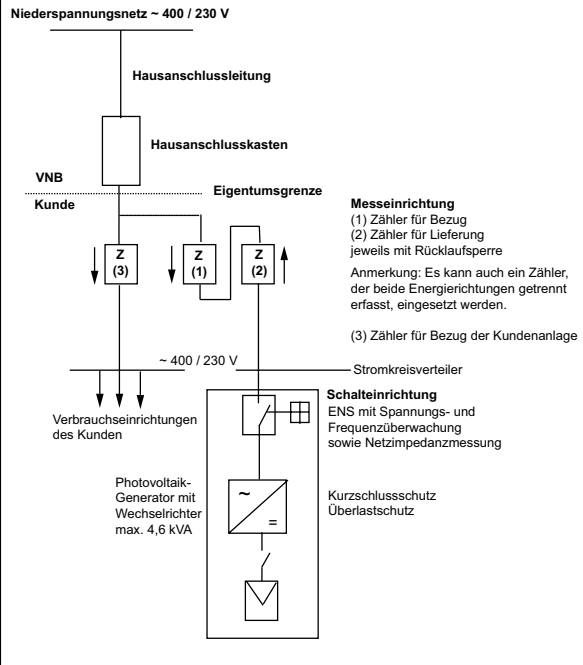 Niederspannungsnetz ~ 400 / 230 V
Hausanschlussleitung
Hausanschlusskasten
VNB
Eigentumsgrenze
Kunde
Messeinrichtung
(1) Zähler für Bezug
(2) Zähler für Lieferung
jeweils mit Rücklaufsperre
Anmerkung: Es kann auch ein Zähler,
der beide Energierichtungen getrennt
erfasst, eingesetzt werden.
(3) Zähler für Bezug der Kundenanlage
Z
(3)
Z
(1)
Z
(2)
~ 400 / 230 V
Stromkreisverteiler
Verbrauchseinrichtungen
des Kunden
Schalteinrichtung
ENS mit Spannungs- und
Frequenzüberwachung
sowie Netzimpedanzmessung
Photovoltaik-
Generator mit
Wechselrichter
max. 4,6 kVA
~
=
Kurzschlussschutz
Überlastschutz